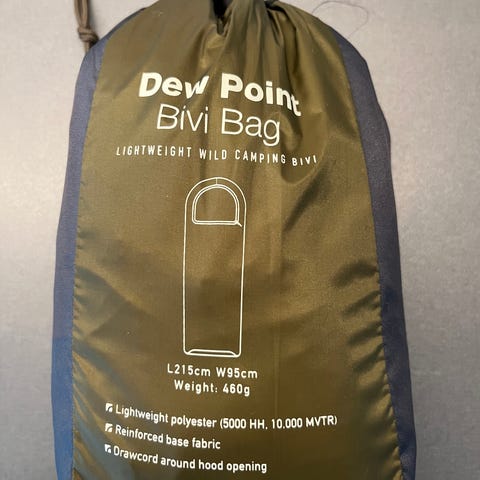 Dew Point
Bivi Bag
LIGHTWEIGHT WILD CAMPING BIVI
L215cm W95cm
Weight: 460g
Lightweight polyester (5000 HH, 10.000 MVTR)
Reinforced base fabric
Drawcord around hood opening